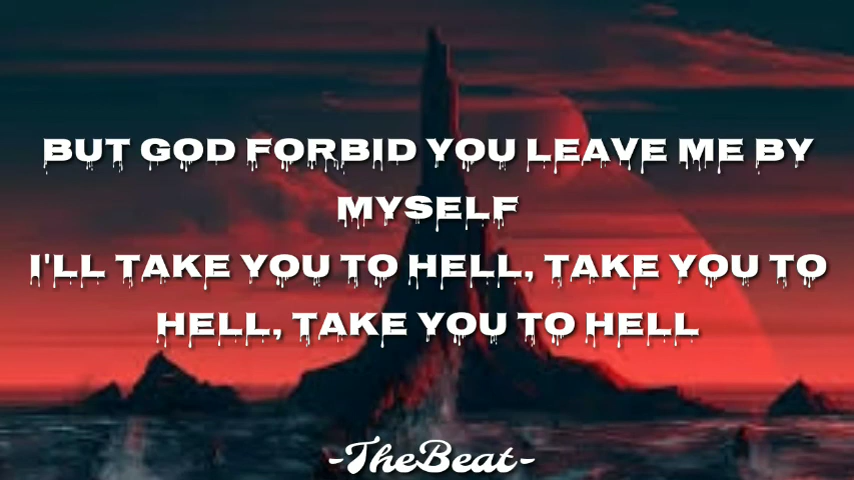 BUT GOD FORBID YOU LEAVE ME BY
MYSELF
I'LL TAKE YOU TO HELL, TAKE YOU TO
HELL, TAKE YOU TO HELL
-TheBeat-